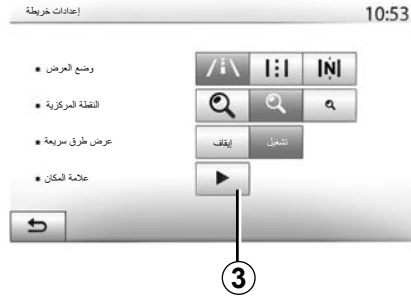 إعدادات خريطة 10:53
وضع العرض
N
النقطة المركزية
عرض طرق سريعة إيقاف تشغيل
علامة المكان
3